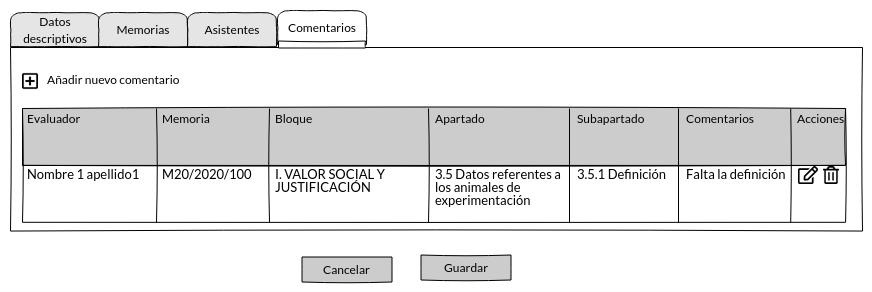 Datos
descriptivos
Memorias
Asistentes
Comentarios
Añadir nuevo comentario
Evaluador
Memoria
Bloque
Apartado
Subapartado
Comentarios
Acciones
Nombre 1 apellido1
M20/2020/100
I. VALOR SOCIAL Y
JUSTIFICACIÓN
3.5 Datos referentes a
los animales de
experimentación
3.5.1 Definición
Falta la definición
Cancelar
Guardar